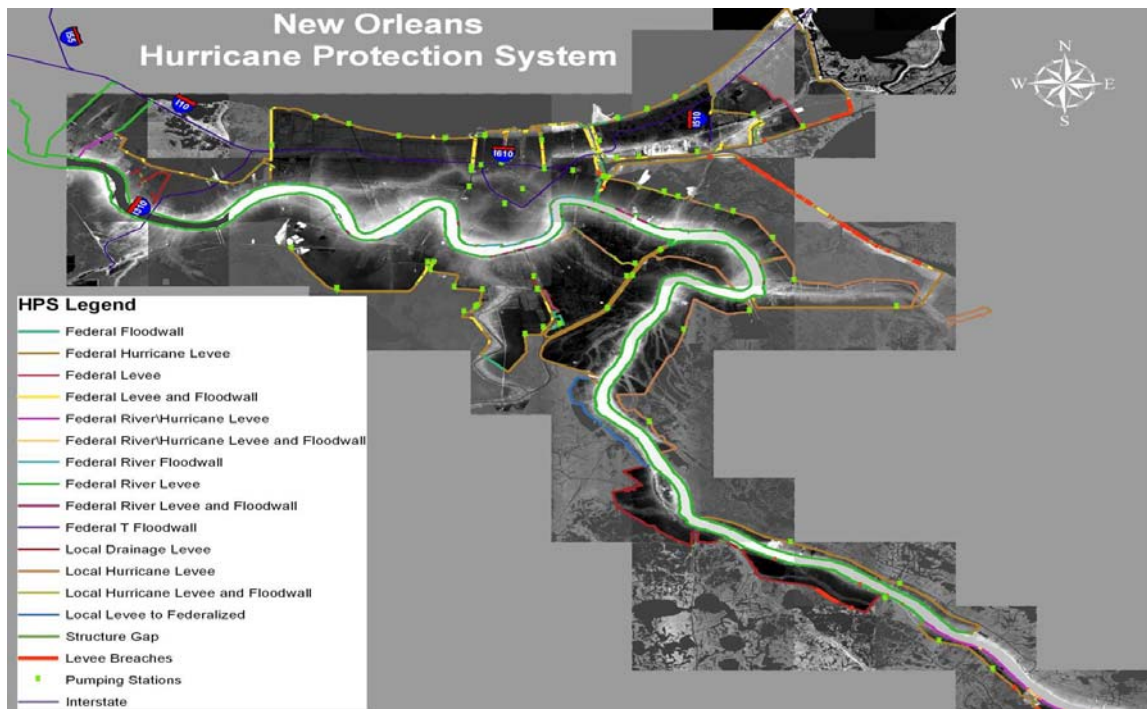 New Orleans
Hurricane Protection System
I55
I10
I610
I510
I310
N
W E
S
HPS Legend
Federal Floodwall
Federal Hurricane Levee
Federal Levee
Federal Levee and Floodwall
Federal River\Hurricane Levee
Federal River\Hurricane Levee and Floodwall
Federal River Floodwall
Federal River Levee
Federal River Levee and Floodwall
Federal T Floodwall
Local Drainage Levee
Local Hurricane Levee
Local Hurricane Levee and Floodwall
Local Levee to Federalized
Structure Gap
Levee Breaches
Pumping Stations
Interstate